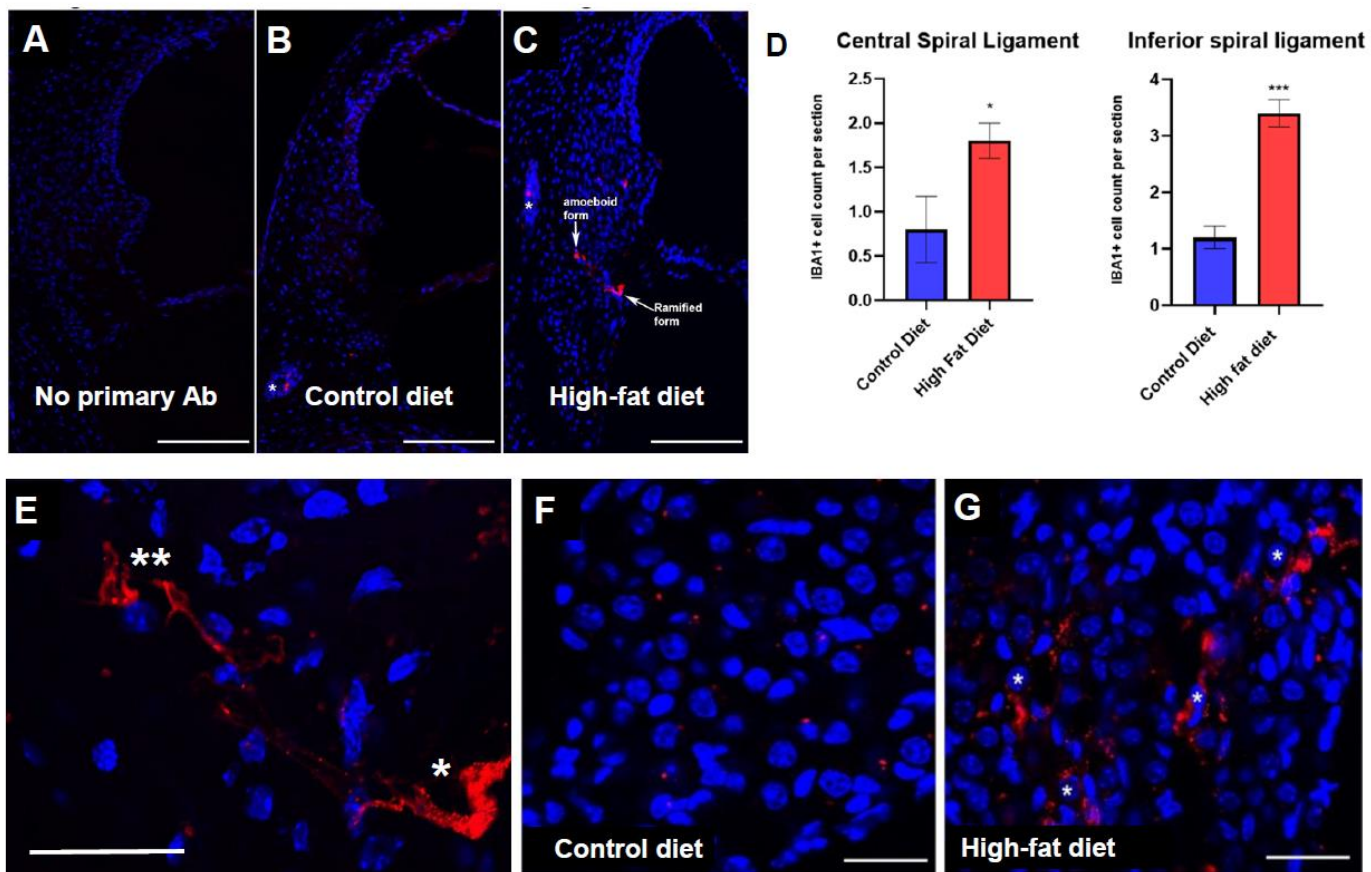 A
B
C
*
*
amoeboid
form
Ramified
form
No primary Ab
Control diet
High-fat diet
D
Central Spiral Ligament
IBA1+ cell count per section
2.5
2.0
1.5
1.0
0.5
0.0
*
Control Diet
High Fat Diet
Inferior spiral ligament
IBA1+ cell count per section
4
3
2
1
0
***
Control Diet
High fat diet
E
**
*
F
Control diet
G
*
*
*
*
High-fat diet